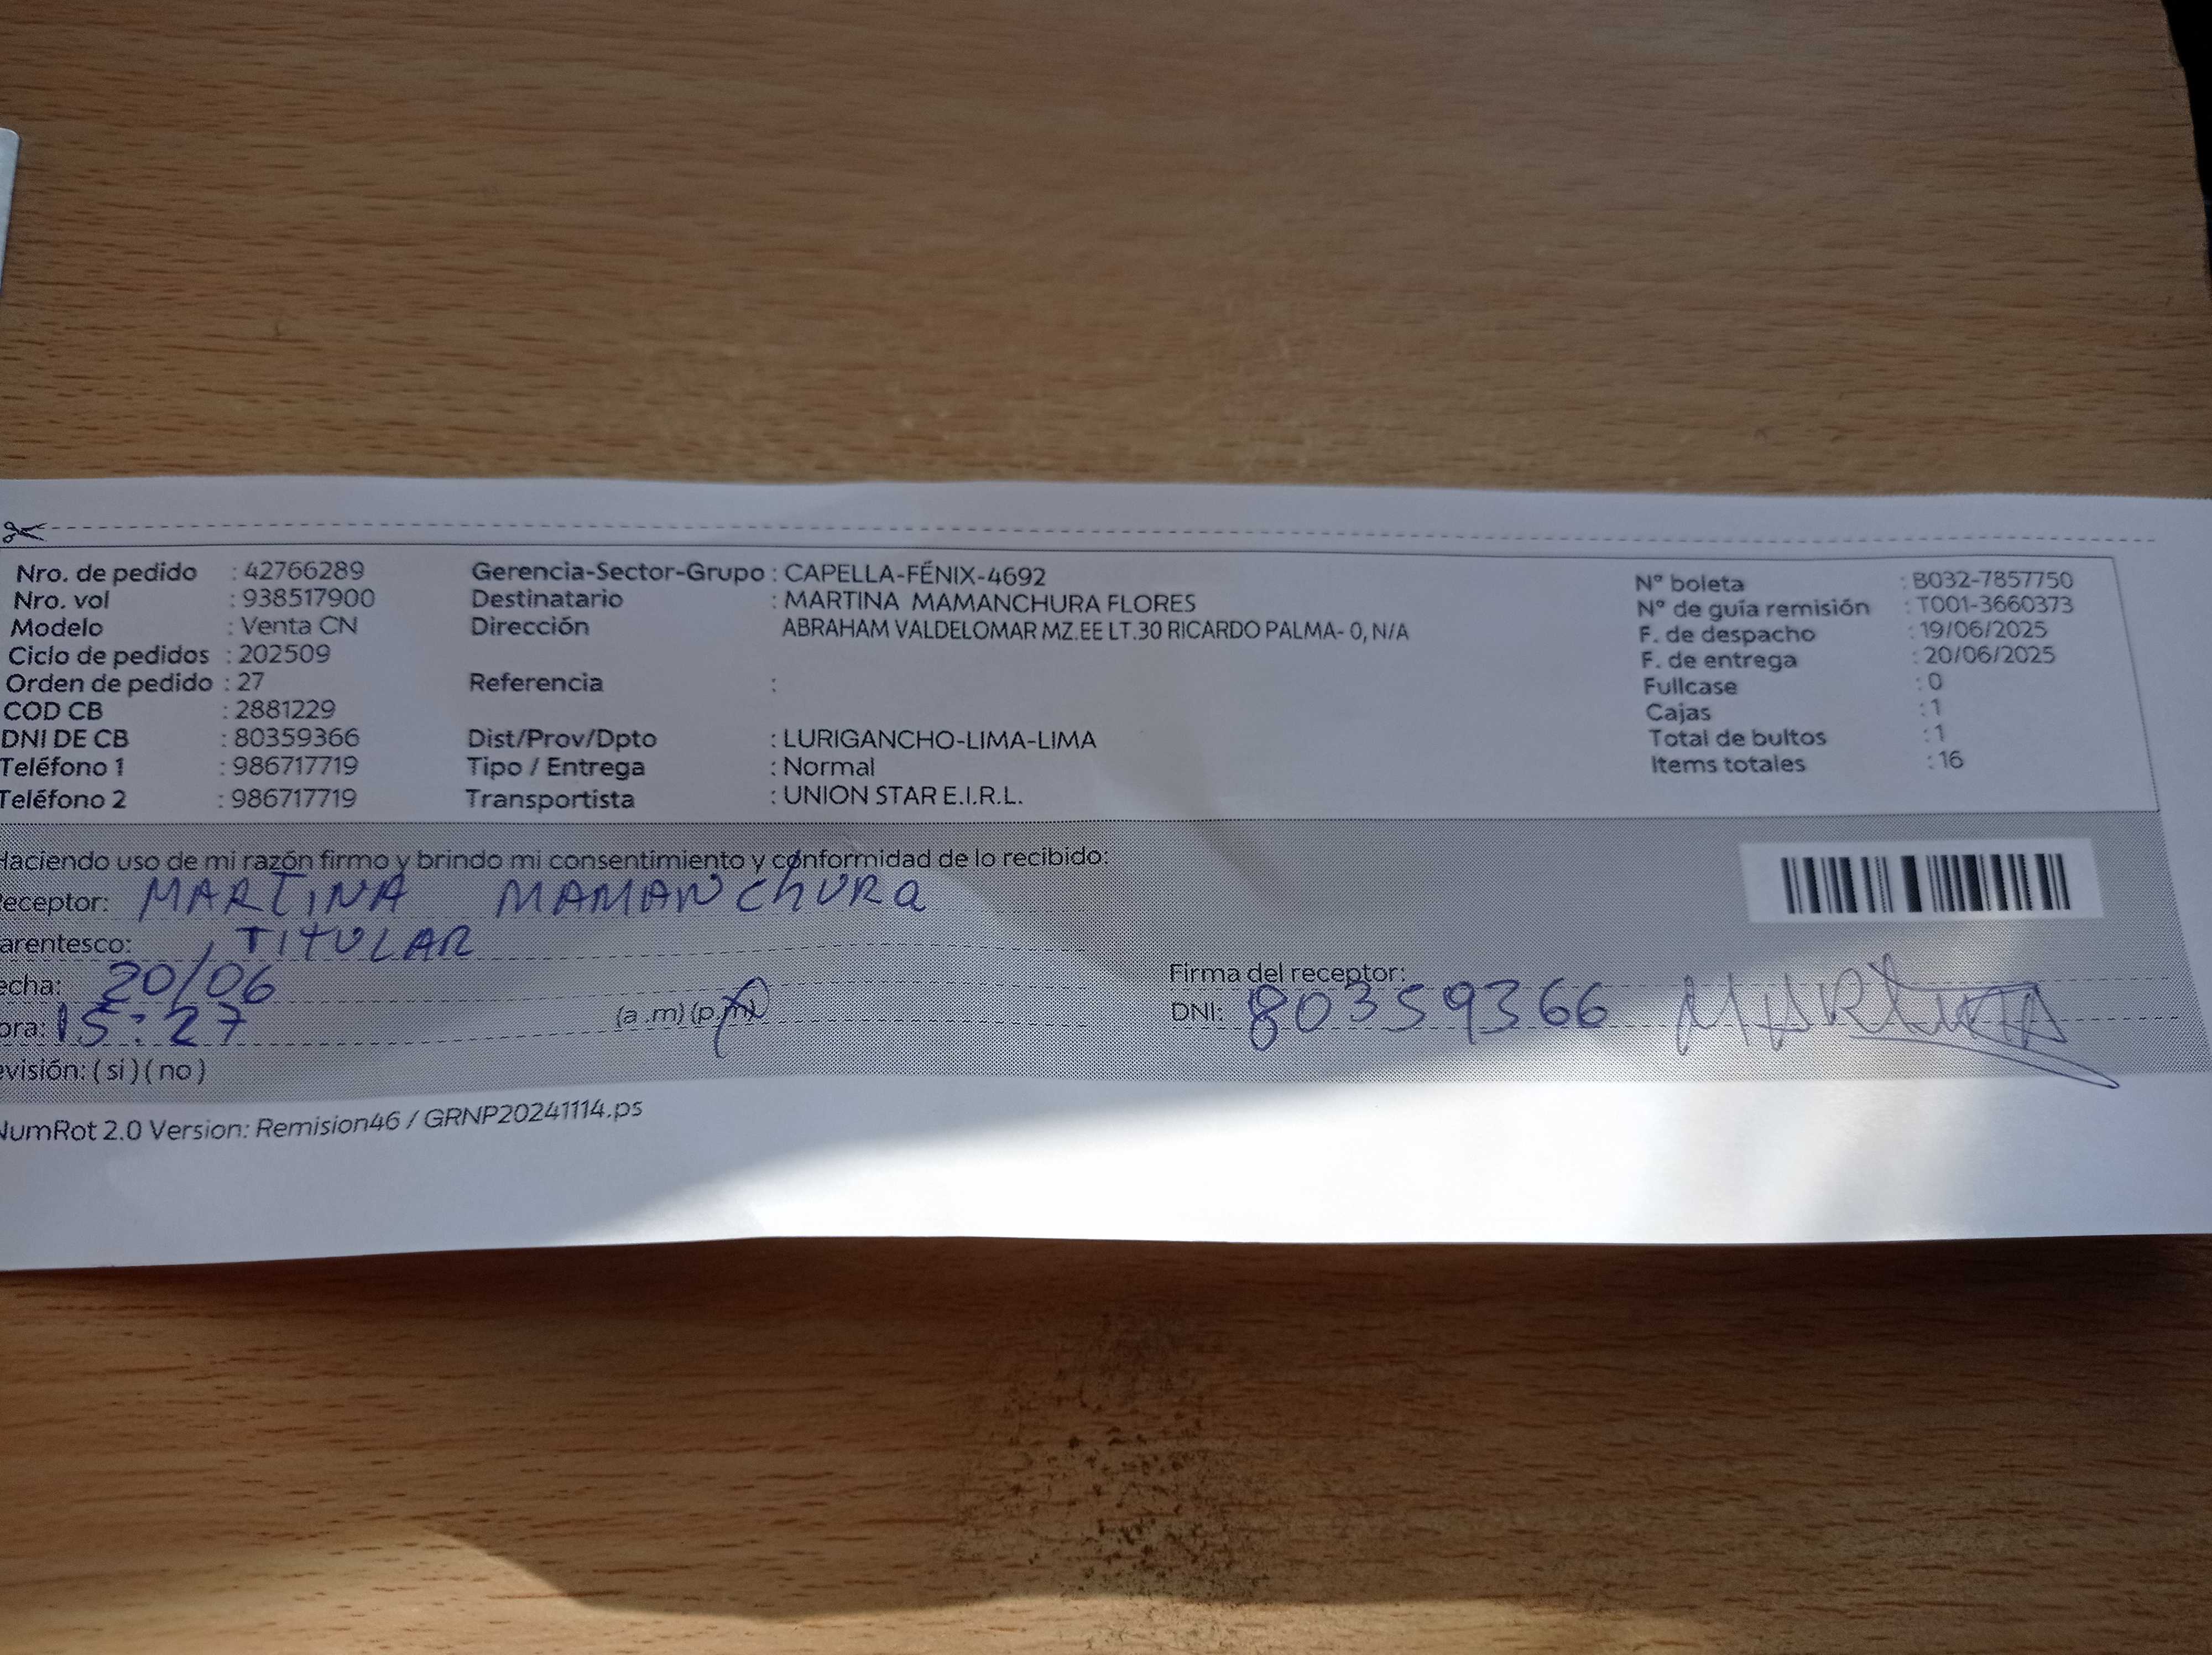 Nro. de pedido : 42766289
Nro. vol : 938517900
Modelo : Venta CN
Ciclo de pedidos : 202509
Orden de pedido : 27
COD CB : 2881229
DNI DE CB : 80359366
Teléfono 1 : 986717719
Teléfono 2 : 986717719
Gerencia-Sector-Grupo : CAPELLA-FÉNIX-4692
Destinatario : MARTINA MAMANCHURA FLORES
Dirección ABRAHAM VALDELOMAR MZ.EE LT.30 RICARDO PALMA- 0, N/A
Referencia :
Dist/Prov/Dpto : LURIGANCHO-LIMA-LIMA
Tipo / Entrega : Normal
Transportista : UNION STAR E.I.R.L.
N° boleta : B032-7857750
N° de guía remisión : T001-3660373
F. de despacho : 19/06/2025
F. de entrega : 20/06/2025
Fullcase : 0
Cajas : 1
Total de bultos : 1
Items totales : 16
Haciendo uso de mi razón firmo y brindo mi consentimiento y conformidad de lo recibido:
eceptor: MARTINA MAMANChURa
arentesco: TITULAR
echa: 20/06
ora: 15:27 (a .m) (p.m)
evisión: ( si ) ( no )
Firma del receptor:
DNI: 80359366 MARTINA
NumRot 2.0 Version: Remision46 / GRNP20241114.ps